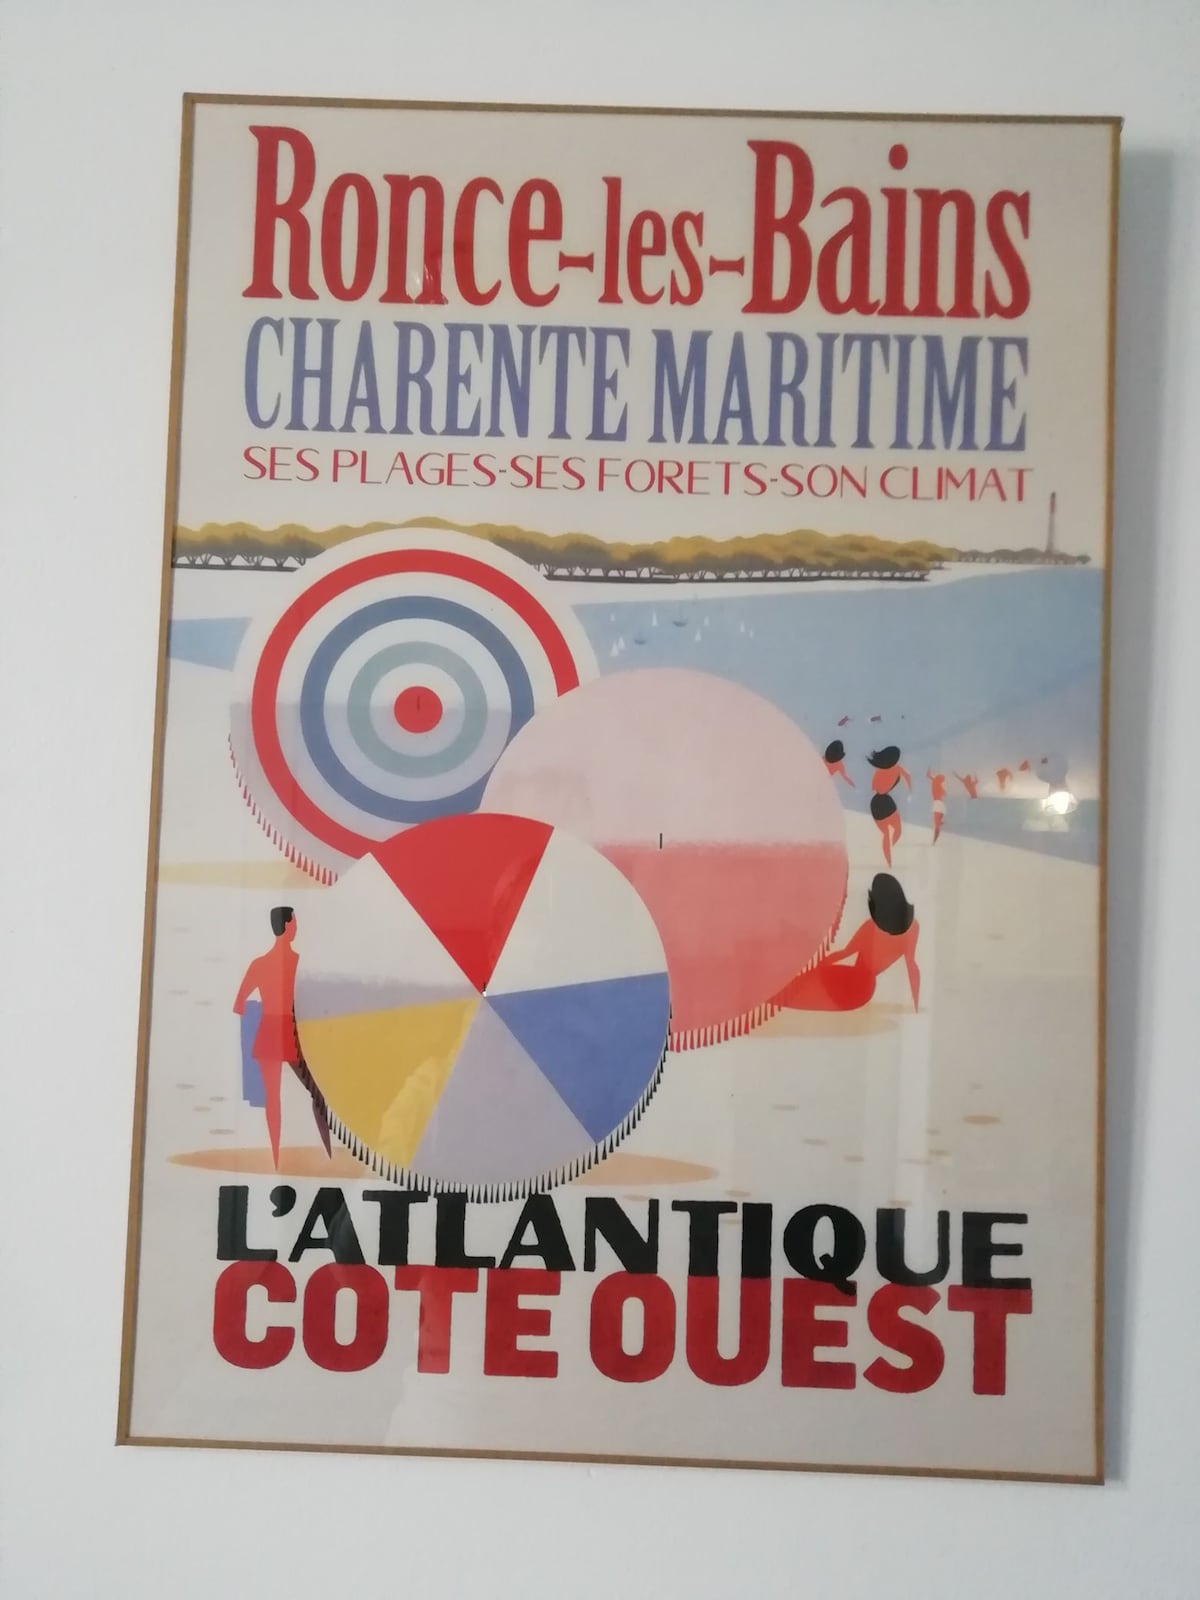 Ronce-les-Bains
CHARENTE MARITIME
SES PLAGES-SES FORETS-SON CLIMAT
L'ATLANTIQUE
COTE OUEST